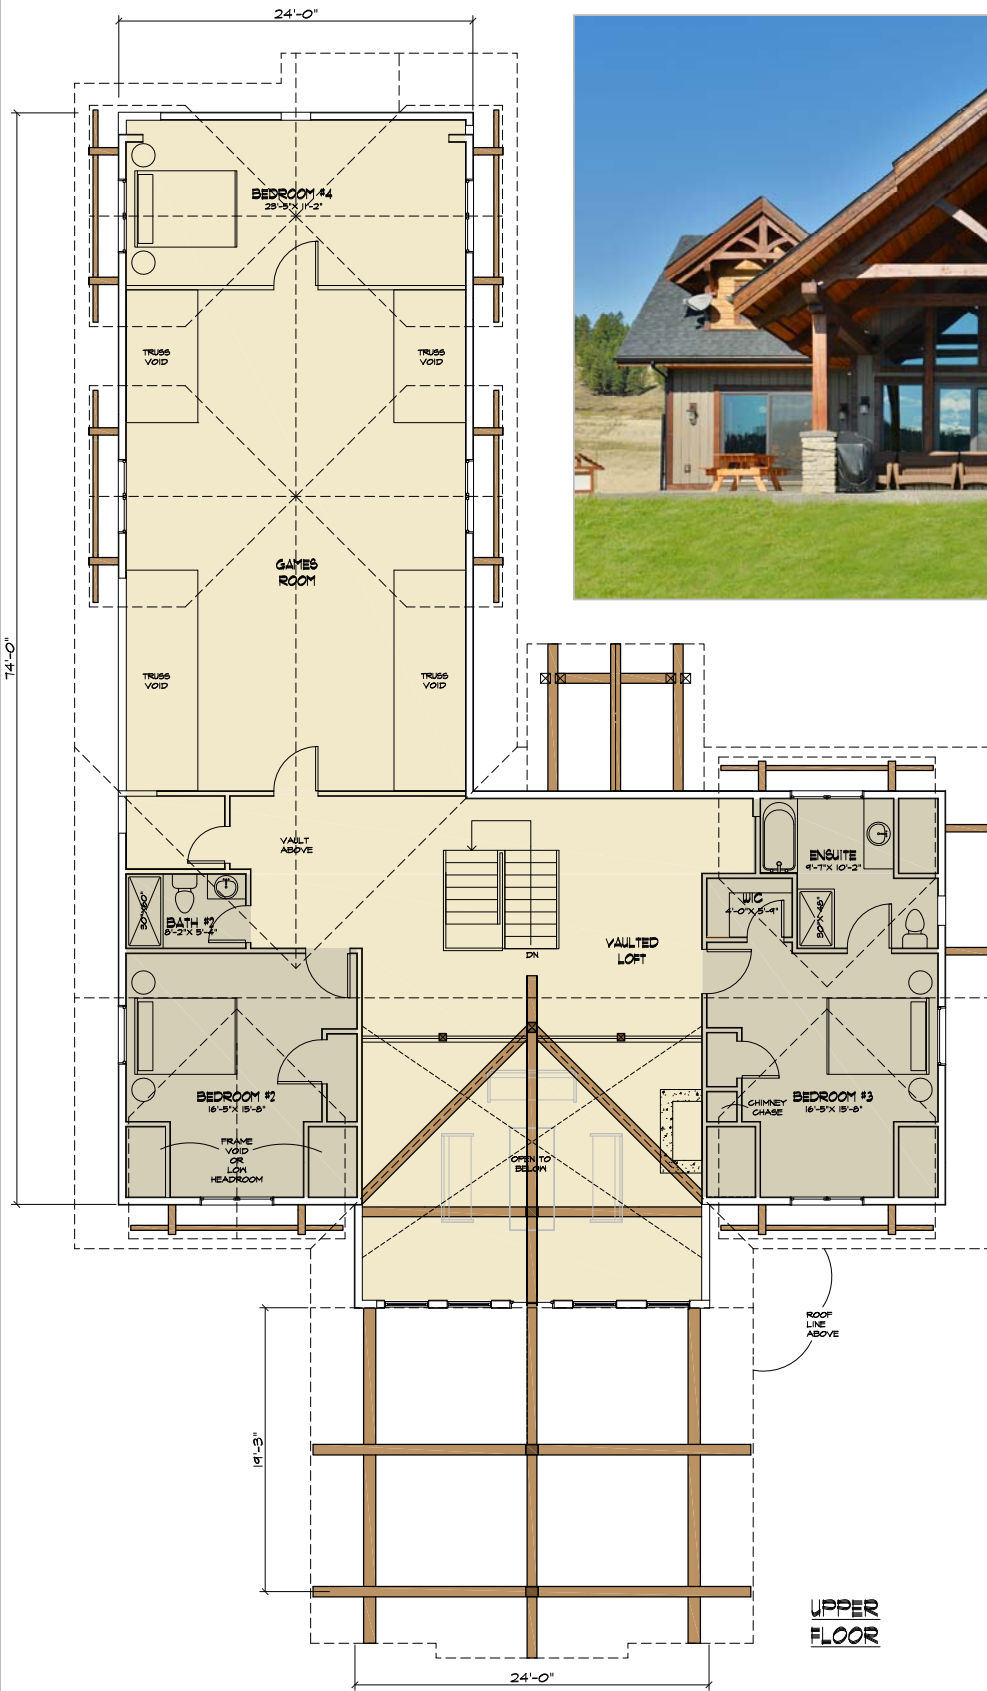 24'-0"
BEDROOM #4
23'-5" X 11'-2"
TRUSS
VOID
TRUSS
VOID
GAMES
ROOM
74'-0"
TRUSS
VOID
TRUSS
VOID
VAULT
ABOVE
ENSUITE
9'-7" X 10'-2"
30"X60"
BATH #2
8'-2" X 5'-4"
WIC
4'-0" X 5'-9"
30"X48"
VAULTED
LOFT
DN
BEDROOM #2
16'-5" X 15'-8"
CHIMNEY
CHASE
BEDROOM #3
16'-5" X 15'-8"
FRAME
VOID
OR
LOW
HEADROOM
OPEN TO
BELOW
ROOF
LINE
ABOVE
19'-3"
UPPER
FLOOR
24'-0"